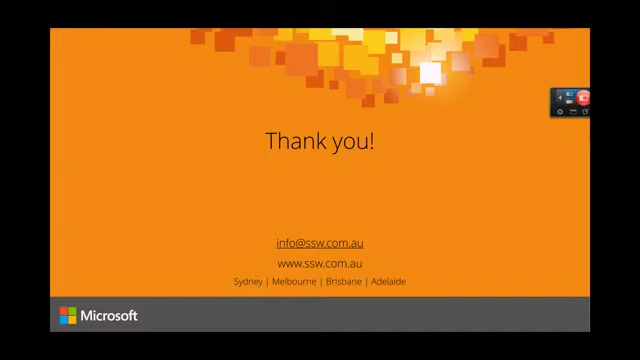 Thank you!
info@ssw.com.au
www.ssw.com.au
Sydney | Melbourne | Brisbane | Adelaide
Microsoft